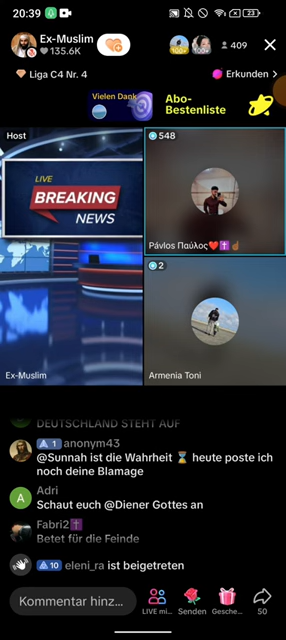 20:39
23
Ex-Muslim
135.6K
100+
100+
409
Liga C4 Nr. 4
Erkunden >
Vielen Dank
Abo-
Bestenliste
Host
548
LIVE
BREAKING
NEWS
Pávlos Παύλος❤️✝️☝🏽
2
Ex-Muslim
Armenia Toni
DEUTSCHLAND STEHT AUF
1 anonym43
@Sunnah ist die Wahrheit ⌛ heute poste ich
noch deine Blamage
A
Adri
Schaut euch @Diener Gottes an
Fabri2✝️
Betet für die Feinde
10 eleni_ra ist beigetreten
Kommentar hinz...
LIVE mi...
Senden
Gesche...
50